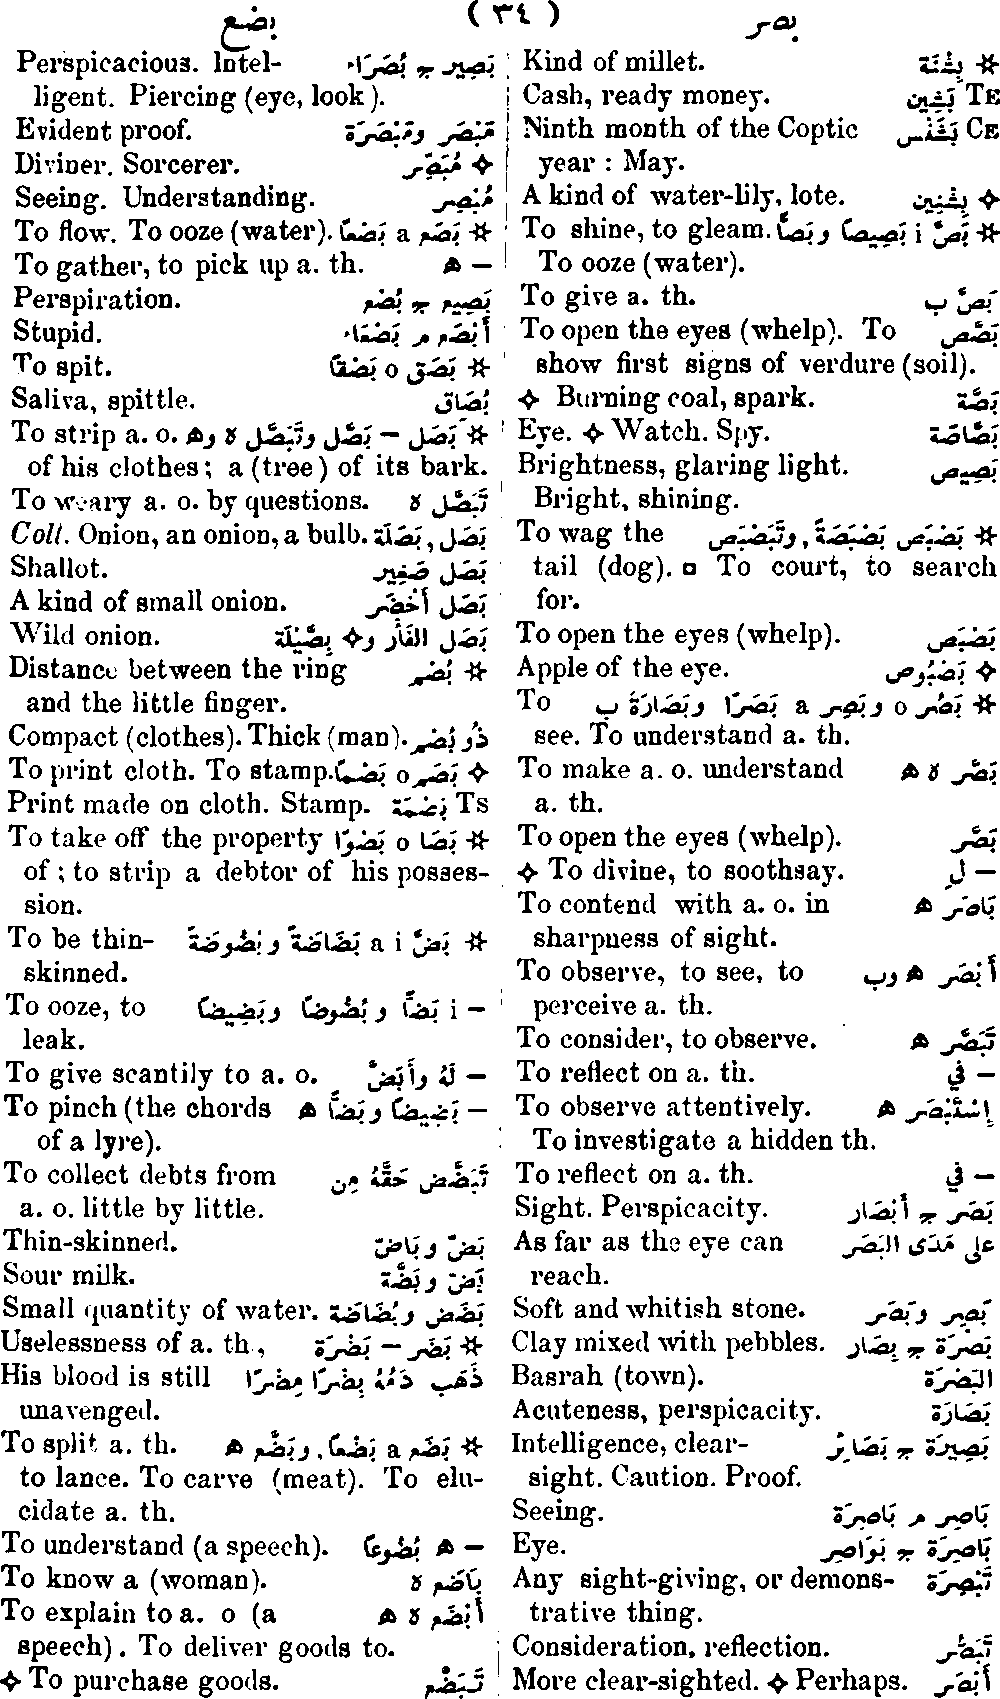 بضع ( ٣٤ ) بصر
Kind of millet. بِشْنَة ✲
Cash, ready money. بَشِين TE
Ninth month of the Coptic بَشَنْس CE
year : May.
A kind of water-lily, lote. بِشْنِين ✧
To shine, to gleam. بَصَّ i بَصِيصًا وبَصًّا ✲
To ooze (water).
To give a. th. بَصَّ ب
To open the eyes (whelp). To بَصَّص
show first signs of verdure (soil).
✧ Burning coal, spark. بَصَّة
Eye. ✧ Watch. Spy. بَصَّاصَة
Brightness, glaring light. بَصِيص
Bright, shining.
To wag the بَصْبَص بَصْبَصَةً, وتَبَصْبَص ✲
tail (dog). ▫ To court, to search
for.
To open the eyes (whelp). بَصْبَص
Apple of the eye. بَصْبُوص ✧
To بَصُر o وبَصِر a بَصَرًا وبَصَارَةً ب ✲
see. To understand a. th.
To make a. o. understand بَصَّر ه ه
a. th.
To open the eyes (whelp). بَصَّر
✧ To divine, to soothsay. — ل
To contend with a. o. in بَاصَر ه
sharpness of sight.
To observe, to see, to أَبْصَر ه وب
perceive a. th.
To consider, to observe. تَبَصَّر ه
To reflect on a. th. — في
To observe attentively. إِسْتَبْصَر ه
To investigate a hidden th.
To reflect on a. th. — في
Sight. Perspicacity. بَصَر ج أَبْصَار
As far as the eye can على مَدَى البَصَر
reach.
Soft and whitish stone. بَصِر وبَصَر
Clay mixed with pebbles. بَصْرَة ج بِصَار
Basrah (town). البَصْرَة
Acuteness, perspicacity. بَصَارَة
Intelligence, clear- بَصِيرَة ج بَصَائِر
sight. Caution. Proof.
Seeing. بَاصِر م بَاصِرَة
Eye. بَاصِرَة ج بَوَاصِر
Any sight-giving, or demons- تَبْصِرَة
trative thing.
Consideration, reflection. تَبَصُّر
More clear-sighted. ✧ Perhaps. أَبْصَر
Perspicacious. Intel- بَصِير ج بُصَرَاء
ligent. Piercing (eye, look).
Evident proof. مَبْصَر ومَبْصَرَة
Diviner. Sorcerer. مُبَصِّر ✧
Seeing. Understanding. مُبْصِر
To flow. To ooze (water). بَصَع a بَصْعًا ✲
To gather, to pick up a. th. — ه
Perspiration. بَصِيع ج بُصْع
Stupid. أَبْصَع م بَصْعَاء
To spit. بَصَق o بَصْقًا ✲
Saliva, spittle. بُصَاق
To strip a. o. بَصَل — بَصَّل وتَبَصَّل ه وه ✲
of his clothes; a (tree) of its bark.
To weary a. o. by questions. تَبَصَّل ه
Coll. Onion, an onion, a bulb. بَصَل, بَصَلَة
Shallot. بَصَل صَغِير
A kind of small onion. بَصَل أَخْضَر
Wild onion. بَصَل الفَأْر و✧ بِصَّيْلَة
Distance between the ring بُصْم ✲
and the little finger.
Compact (clothes). Thick (man). ذُو بُصْم
To print cloth. To stamp. بَصَم o بَصْمًا ✧
Print made on cloth. Stamp. بَصْمَة Ts
To take off the property بَصَا o بَصْوًا ✲
of ; to strip a debtor of his posses-
sion.
To be thin- بَضَّ a i بَضَاضَةً وبُضُوضَةً ✲
skinned.
To ooze, to — i بَضًّا وبُضُوضًا وبَضِيضًا
leak.
To give scantily to a. o. — لَهُ وأَبَضَّ
To pinch (the chords — بَضِيضًا وبَضًّا ه
of a lyre).
To collect debts from تَبَضَّض حَقَّهُ مِن
a. o. little by little.
Thin-skinned. بَضّ وبَاضّ
Sour milk. بَضّ وبَضَّة
Small quantity of water. بَضَض وبُضَاضَة
Uselessness of a. th., بَضَر — بَضْرَة ✲
His blood is still ذَهَب دَمُهُ بِضْرًا مِضْرًا
unavenged.
To split a. th. بَضَع a بَضْعًا, وبَضَّع ه ✲
to lance. To carve (meat). To elu-
cidate a. th.
To understand (a speech). — ه بُضُوعًا
To know a (woman). بَاضَع ه
To explain to a. o (a أَبْضَع ه ه
speech). To deliver goods to.
✧ To purchase goods. تَبَضَّع